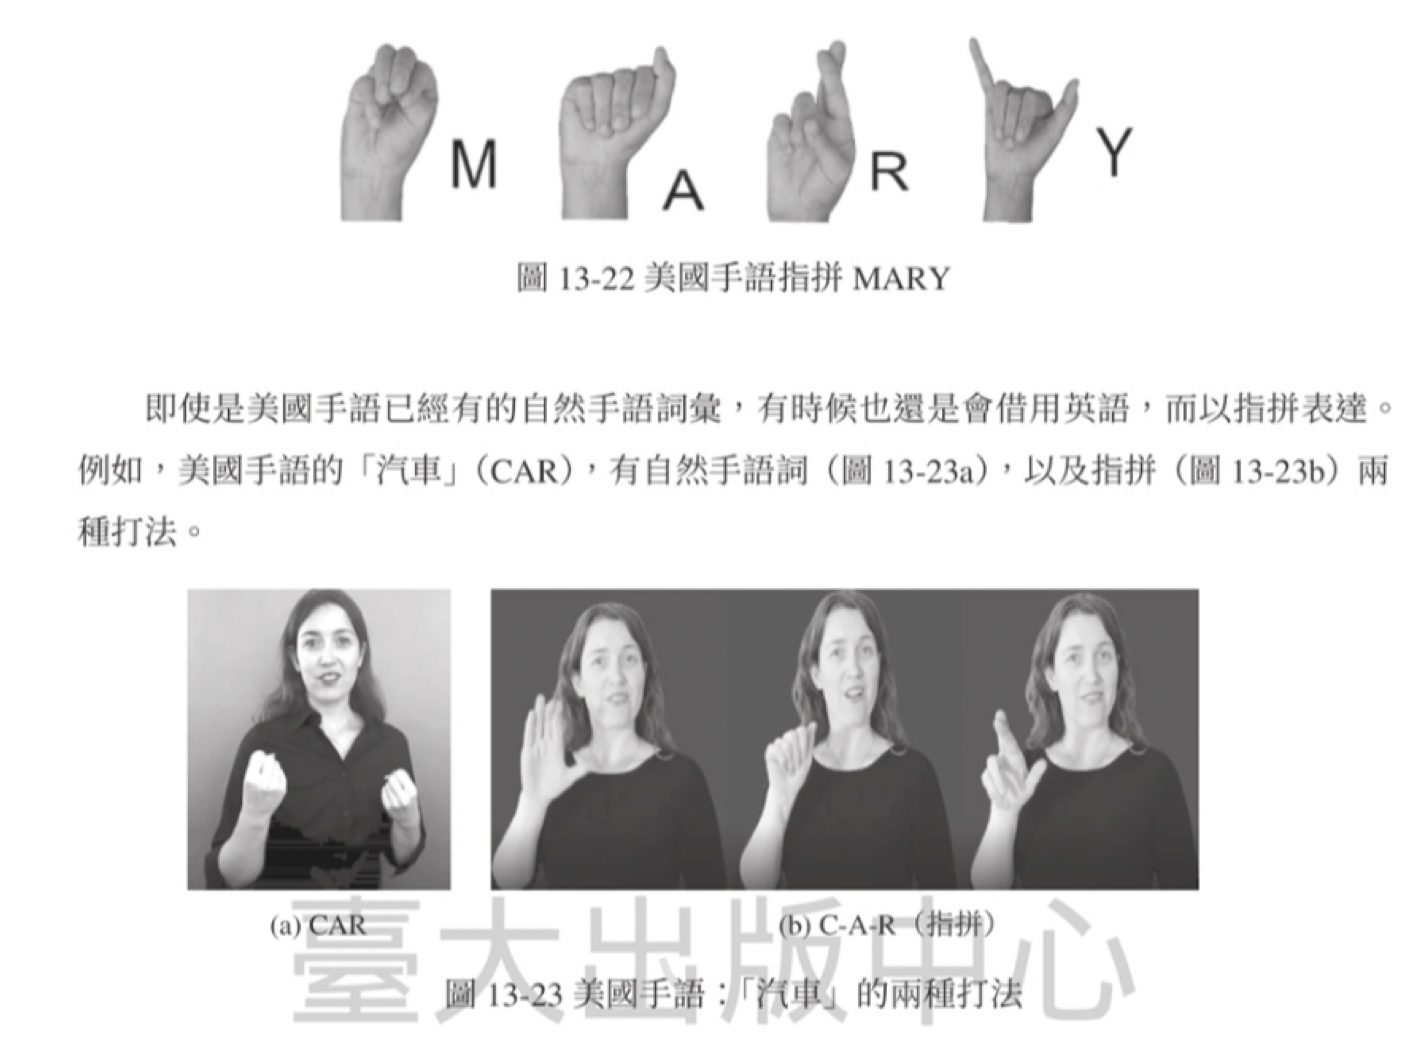 M A R Y
圖 13-22 美國手語指拼 MARY
即使是美國手語已經有的自然手語詞彙，有時候也還是會借用英語，而以指拼表達。
例如，美國手語的「汽車」（CAR），有自然手語詞（圖 13-23a），以及指拼（圖 13-23b）兩
種打法。
(a) CAR (b) C-A-R（指拼）
臺大出版中心
圖 13-23 美國手語：「汽車」的兩種打法